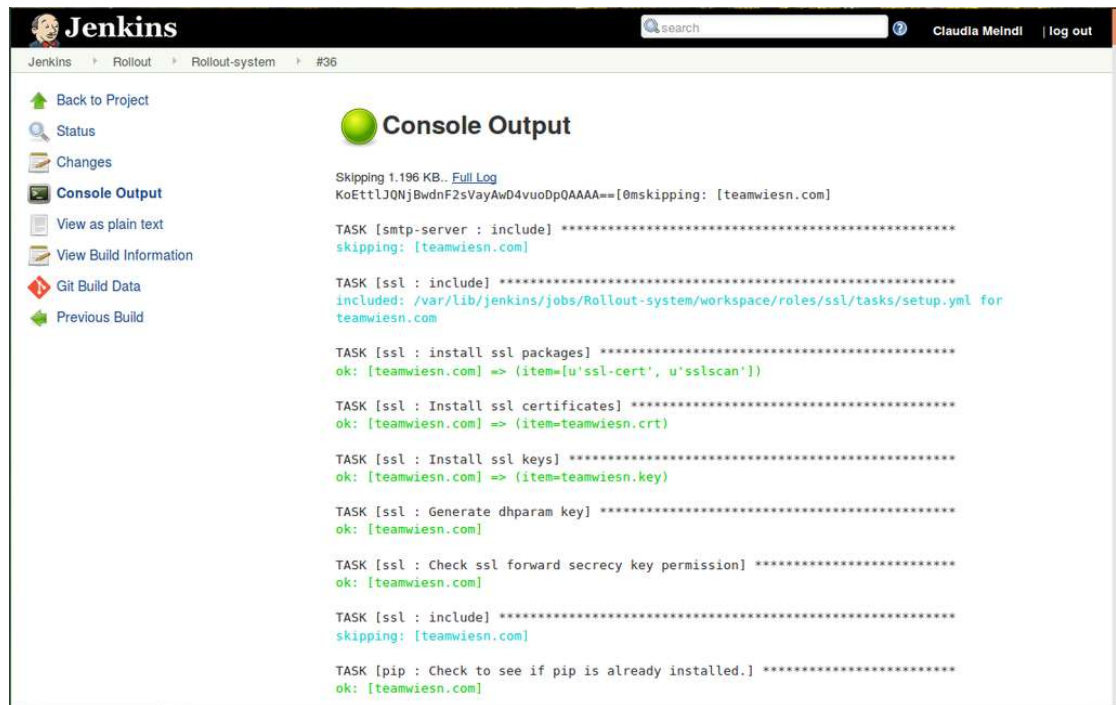 Jenkins
search
Claudia Meindl | log out
Jenkins Rollout Rollout-system #36
Back to Project
Status
Changes
Console Output
View as plain text
View Build Information
Git Build Data
Previous Build
Console Output
Skipping 1.196 KB.. Full Log
KoEttlJQNjBwdnF2sVayAwD4vuoDpQAAAA==[0mskipping: [teamwiesn.com]
TASK [smtp-server : include] ***************************************************
skipping: [teamwiesn.com]
TASK [ssl : include] ***********************************************************
included: /var/lib/jenkins/jobs/Rollout-system/workspace/roles/ssl/tasks/setup.yml for
teamwiesn.com
TASK [ssl : install ssl packages] **********************************************
ok: [teamwiesn.com] => (item=[u'ssl-cert', u'sslscan'])
TASK [ssl : Install ssl certificates] ******************************************
ok: [teamwiesn.com] => (item=teamwiesn.crt)
TASK [ssl : Install ssl keys] **************************************************
ok: [teamwiesn.com] => (item=teamwiesn.key)
TASK [ssl : Generate dhparam key] **********************************************
ok: [teamwiesn.com]
TASK [ssl : Check ssl forward secrecy key permission] **************************
ok: [teamwiesn.com]
TASK [ssl : include] ***********************************************************
skipping: [teamwiesn.com]
TASK [pip : Check to see if pip is already installed.] *************************
ok: [teamwiesn.com]